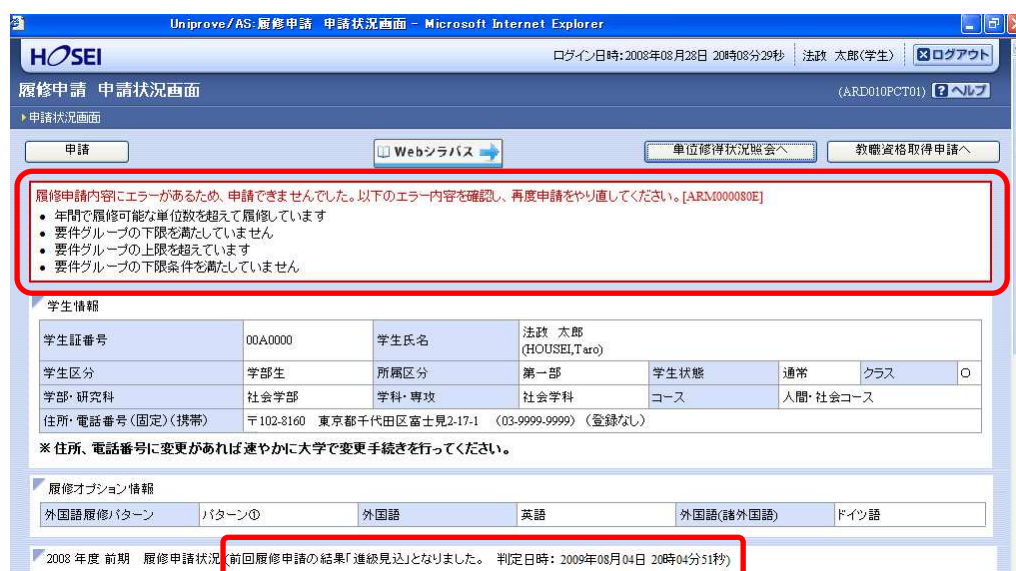 Uniprove/AS:履修申請 申請状況画面 - Microsoft Internet Explorer
HOSEI ログイン日時:2008年08月28日 20時08分29秒 法政 太郎(学生) ログアウト
履修申請 申請状況画面 (ARD010PCT01) ? ヘルプ
申請状況画面
申請 Webシラバス 単位修得状況照会へ 教職資格取得申請へ
履修申請内容にエラーがあるため、申請できませんでした。以下のエラー内容を確認し、再度申請をやり直してください。[ARM000080E]
• 年間で履修可能な単位数を超えて履修しています
• 要件グループの下限を満たしていません
• 要件グループの上限を超えています
• 要件グループの下限条件を満たしていません
学生情報
学生証番号 00A0000 学生氏名 法政 太郎
(HOUSEI,Taro)
学生区分 学部生 所属区分 第一部 学生状態 通常 クラス O
学部・研究科 社会学部 学科・専攻 社会学科 コース 人間・社会コース
住所・電話番号(固定)(携帯) 〒102-8160 東京都千代田区富士見2-17-1 (03-9999-9999) (登録なし)
※住所、電話番号に変更があれば速やかに大学で変更手続きを行ってください。
履修オプション情報
外国語履修パターン パターン① 外国語 英語 外国語(諸外国語) ドイツ語
2008 年度 前期 履修申請状況 (前回履修申請の結果「進級見込」となりました。 判定日時: 2009年08月04日 20時04分51秒)